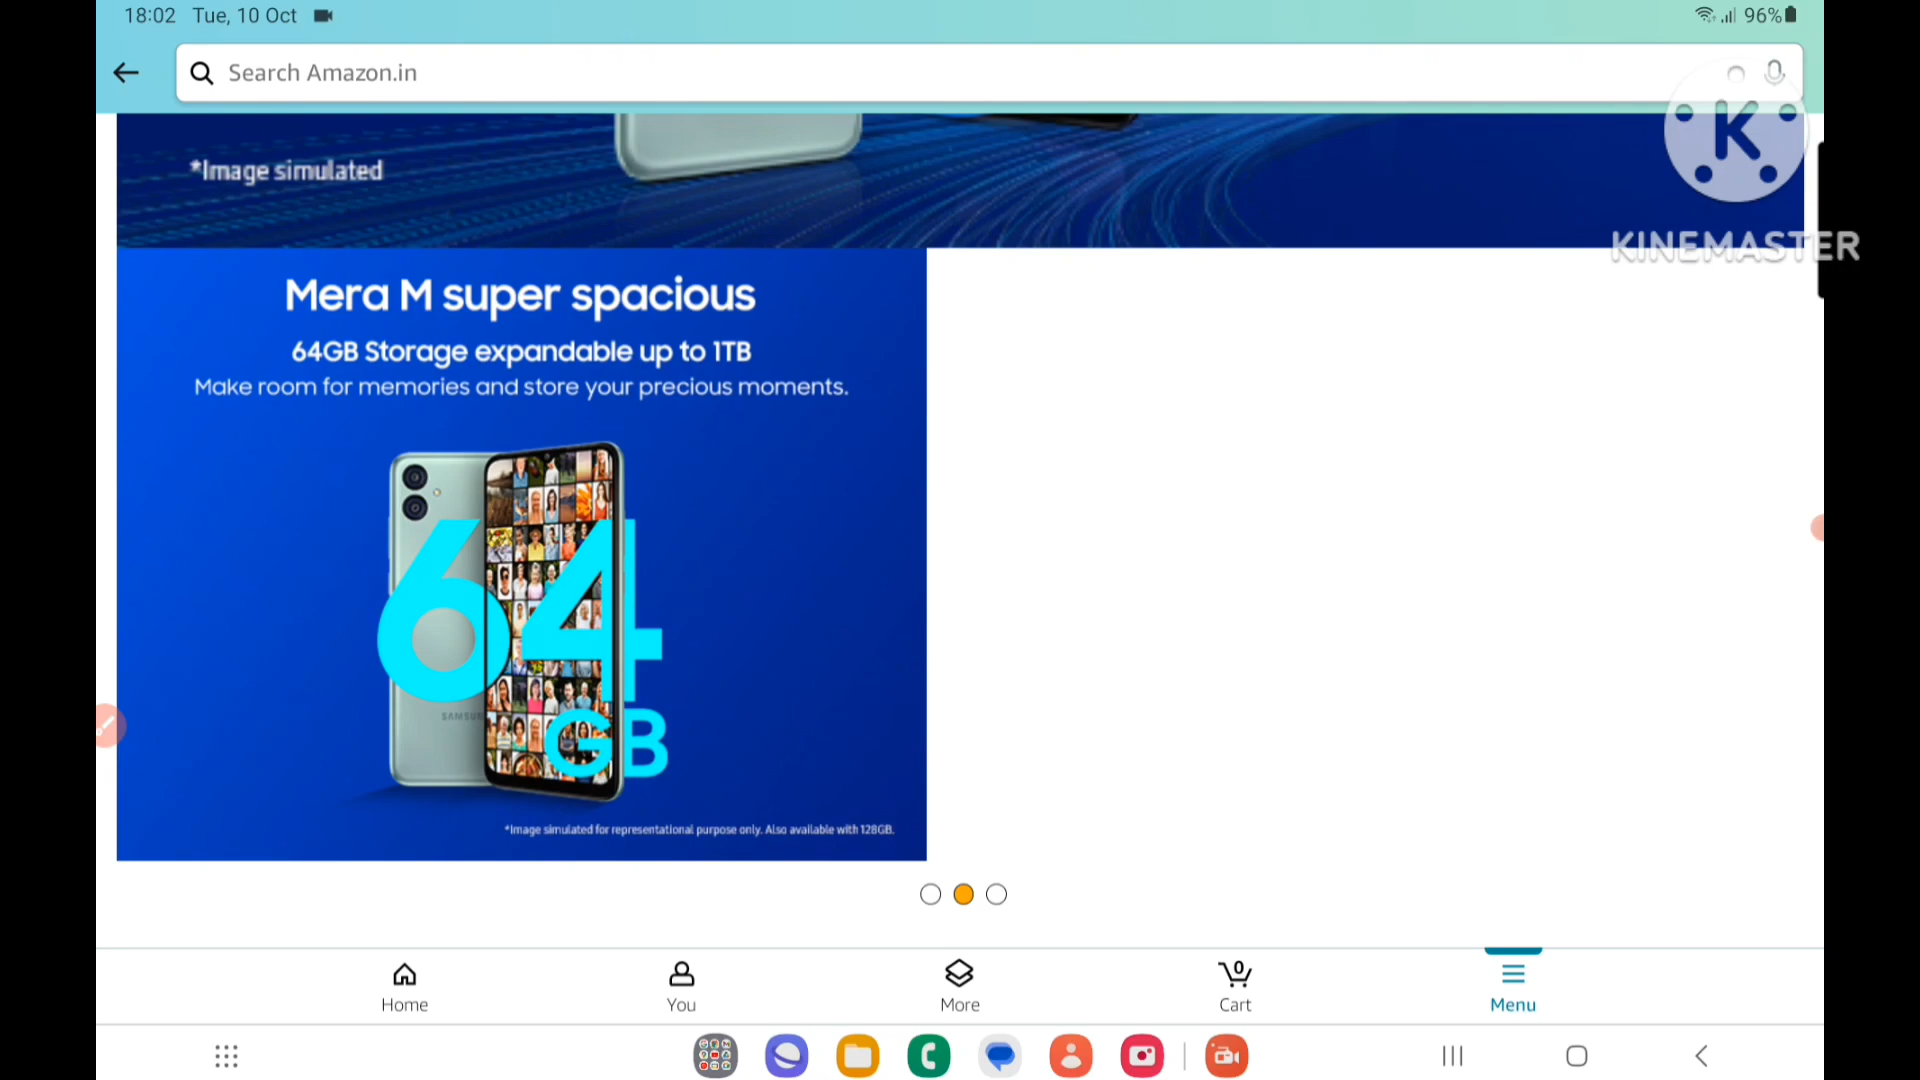 18:02 Tue, 10 Oct
96%
Search Amazon.in
K
KINEMASTER
*Image simulated
Mera M super spacious
64GB Storage expandable up to 1TB
Make room for memories and store your precious moments.
64
GB
SAMSU
*Image simulated for representational purpose only. Also available with 128GB.
0
Home You More Cart Menu